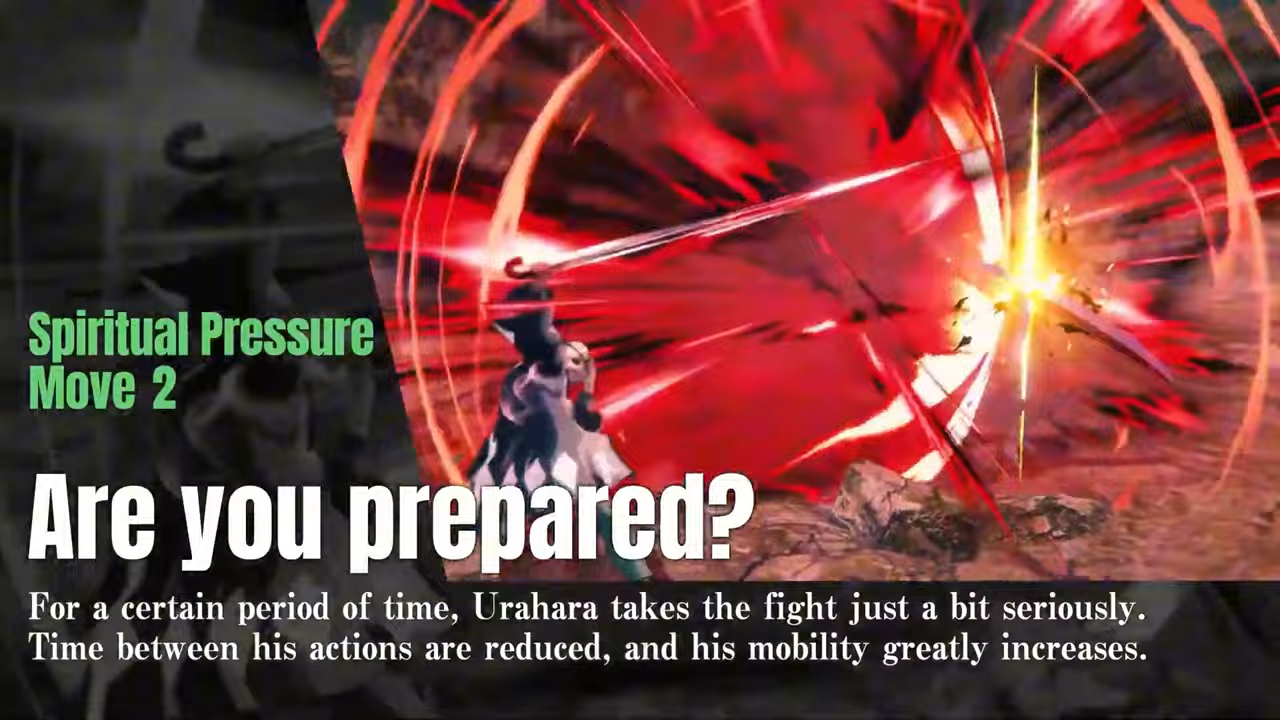 Spiritual Pressure
Move 2
Are you prepared?
For a certain period of time, Urahara takes the fight just a bit seriously.
Time between his actions are reduced, and his mobility greatly increases.